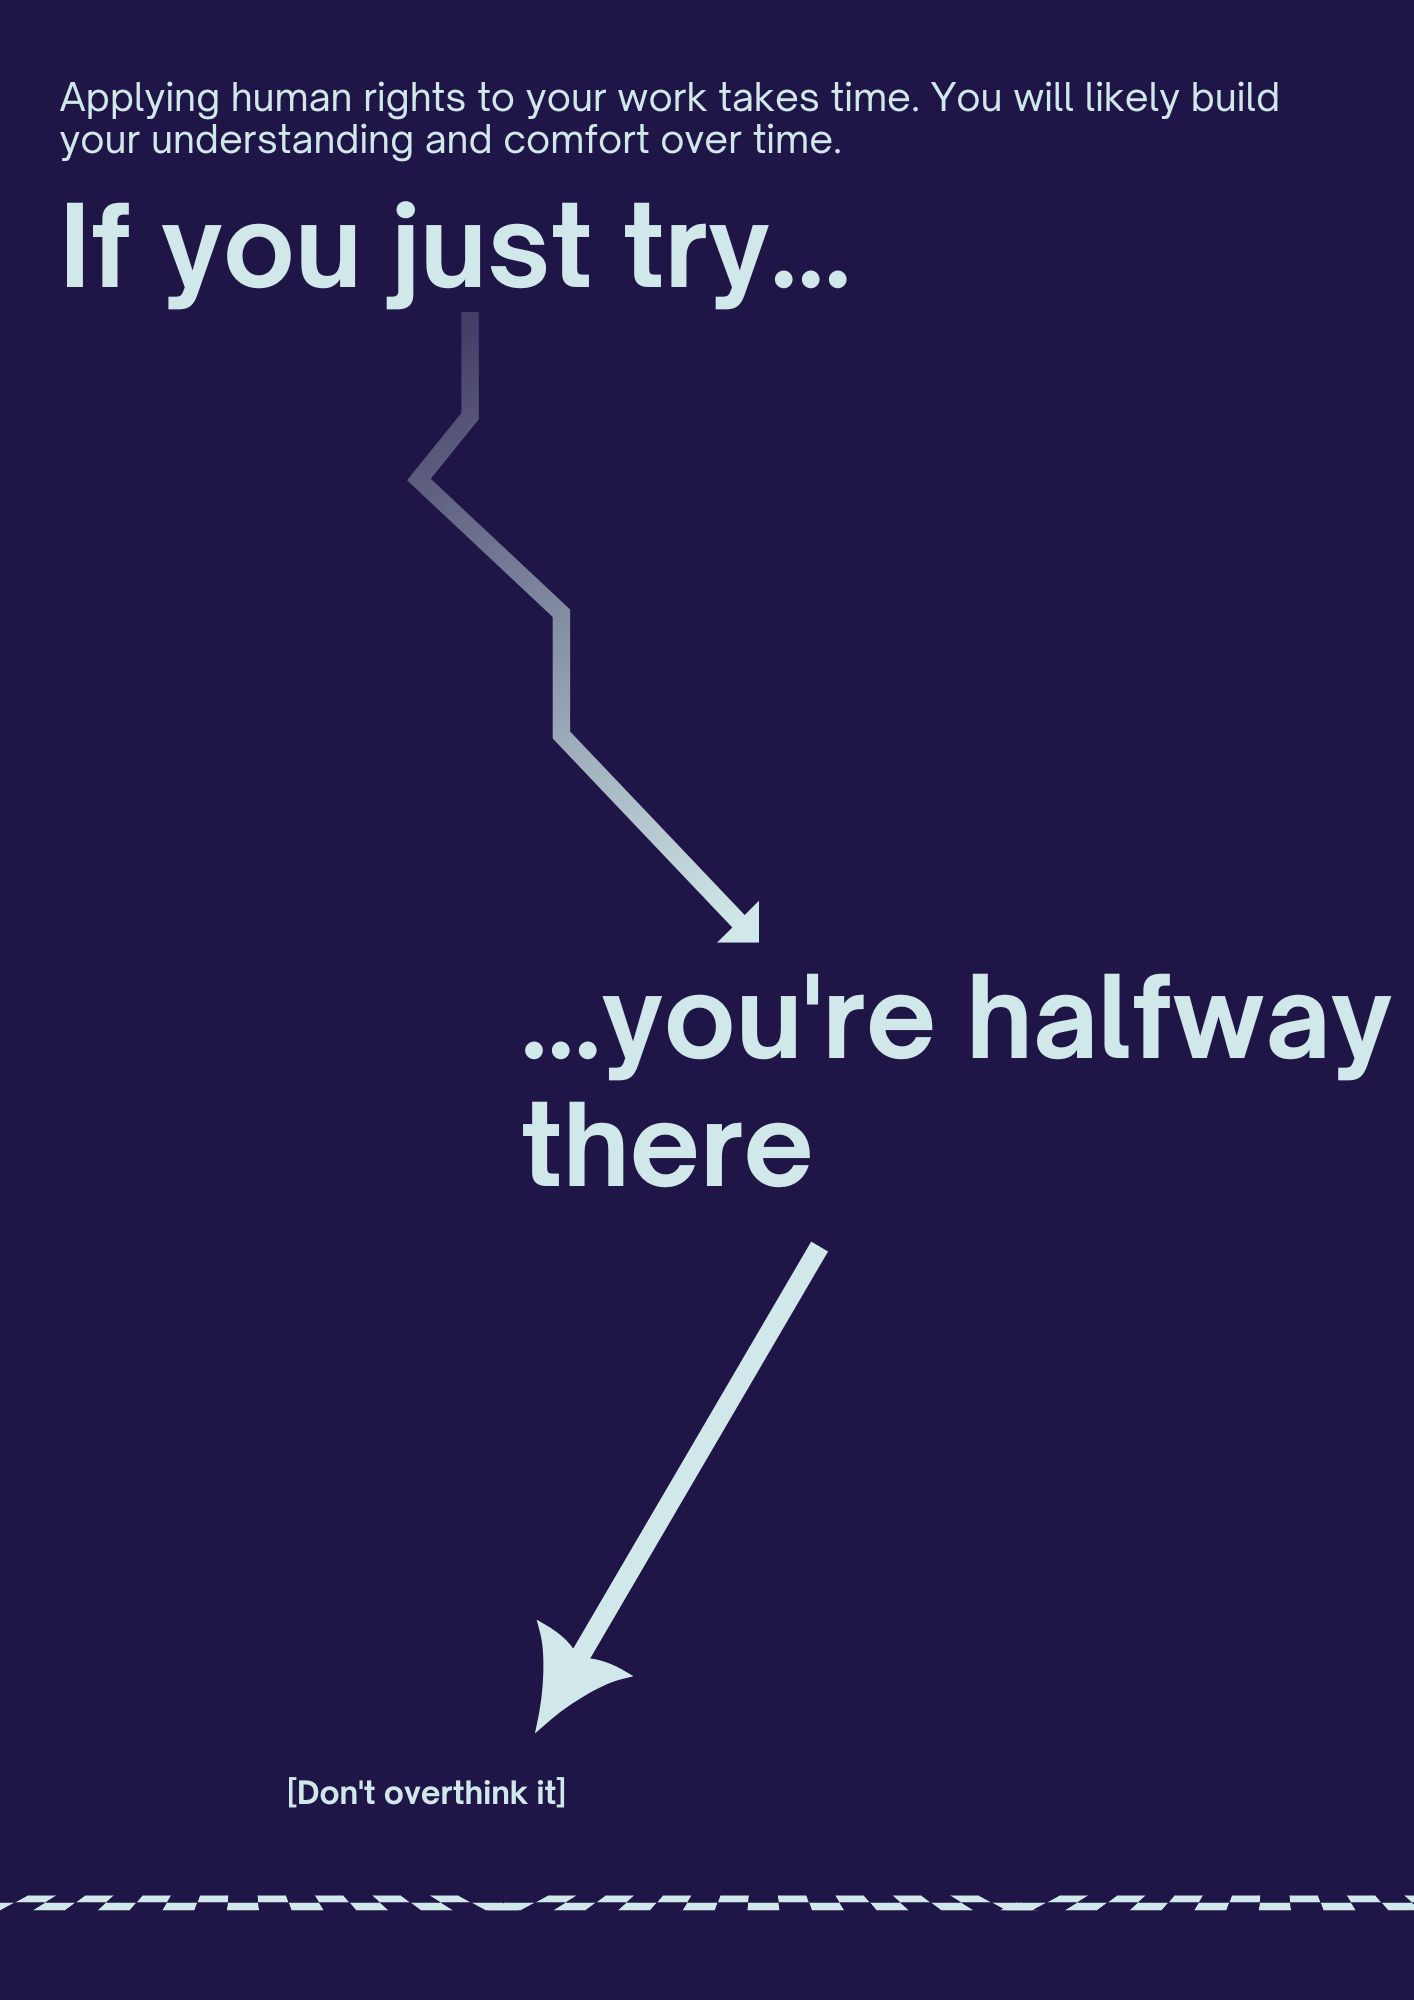 Applying human rights to your work takes time. You will likely build
your understanding and comfort over time.
If you just try...
...you're halfway
there
[Don't overthink it]